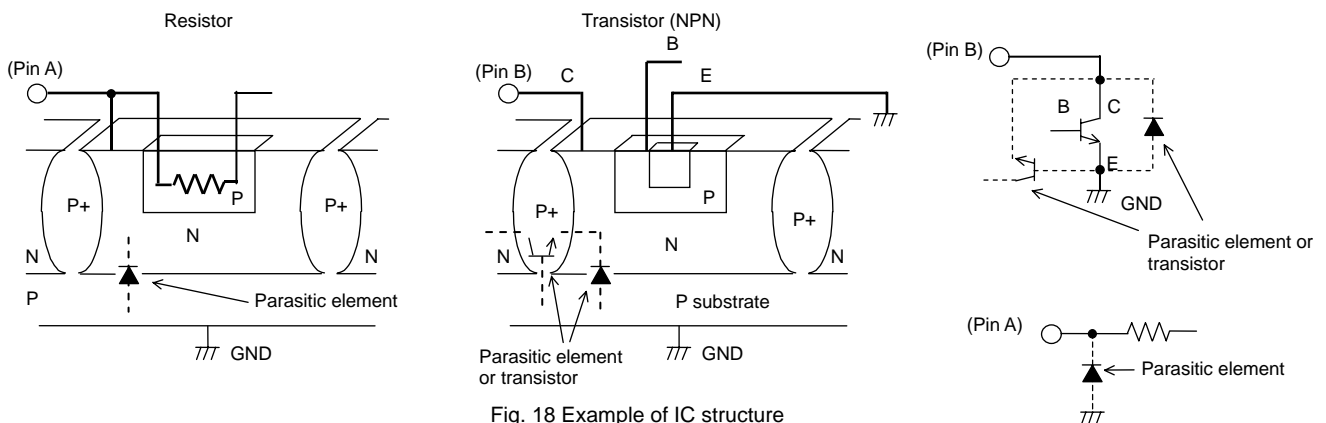 Resistor
(Pin A)
P+
P
P+
N
N
N
P
Parasitic element
GND
Transistor (NPN)
B
(Pin B)
C
E
P
P+
P+
N
N
N
P substrate
Parasitic element
or transistor
GND
(Pin B)
B
C
E
GND
Parasitic element or
transistor
(Pin A)
Parasitic element
Fig. 18 Example of IC structure